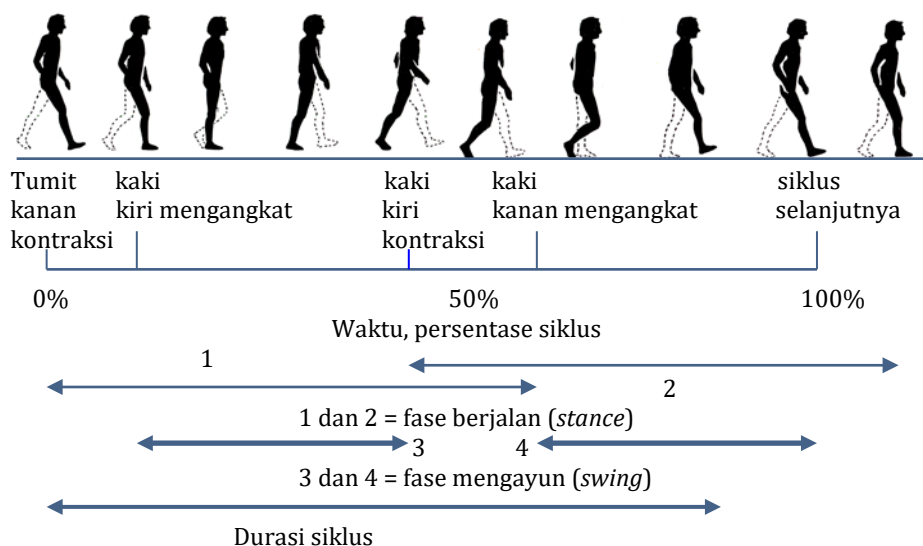 Tumit kaki kaki kaki siklus
kanan kiri mengangkat kiri kanan mengangkat selanjutnya
kontraksi kontraksi
0% 50% 100%
Waktu, persentase siklus
1
2
1 dan 2 = fase berjalan (stance)
3 4
3 dan 4 = fase mengayun (swing)
Durasi siklus